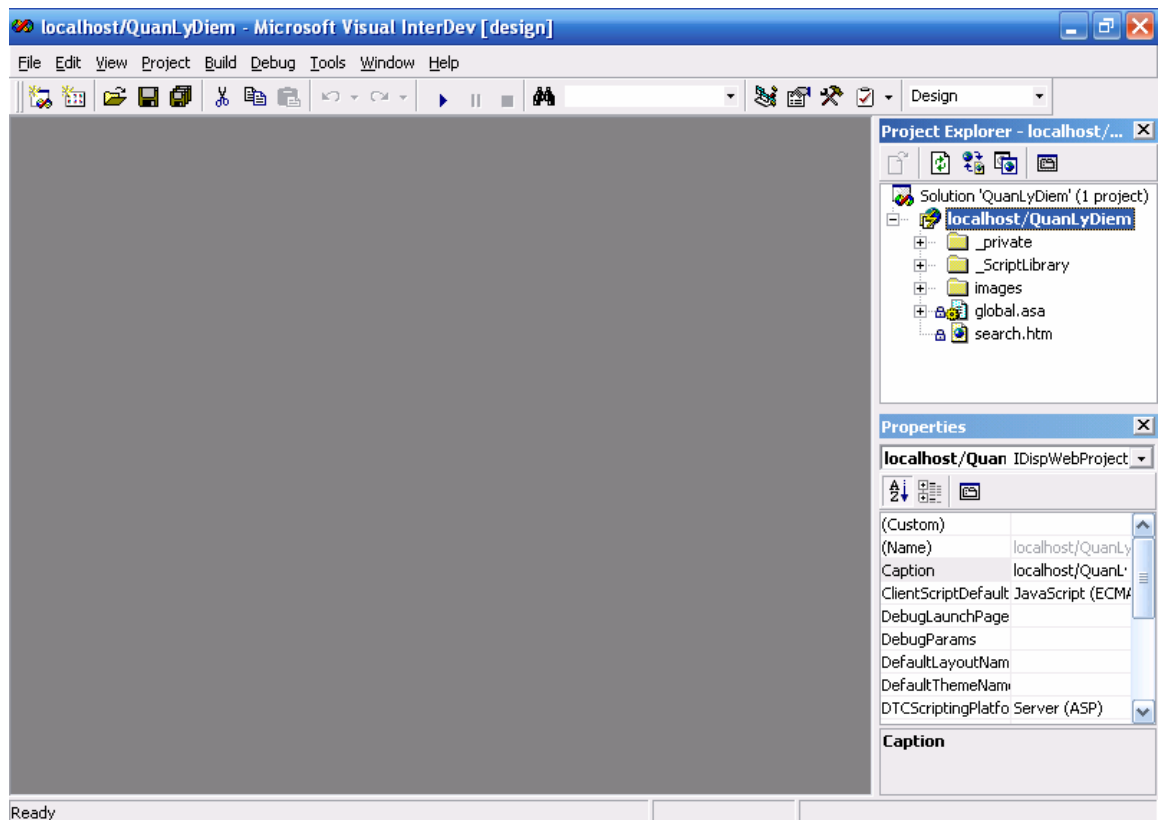 localhost/QuanLyDiem - Microsoft Visual InterDev [design]
File Edit View Project Build Debug Tools Window Help
Design
Project Explorer - localhost/...
Solution 'QuanLyDiem' (1 project)
localhost/QuanLyDiem
_private
_ScriptLibrary
images
global.asa
search.htm
Properties
localhost/Quan IDispWebProject
(Custom)
(Name) localhost/QuanLy
Caption localhost/QuanL
ClientScriptDefault JavaScript (ECMA
DebugLaunchPage
DebugParams
DefaultLayoutNam
DefaultThemeNam
DTCScriptingPlatfo Server (ASP)
Caption
Ready